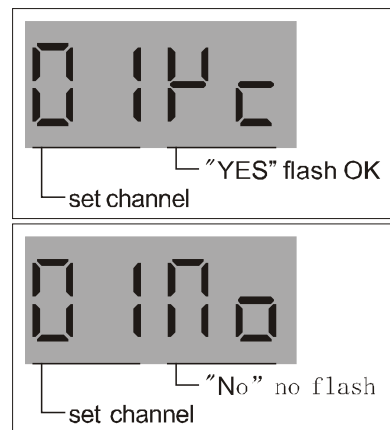 01Yc
"YES" flash OK
set channel
01No
"No" no flash
set channel